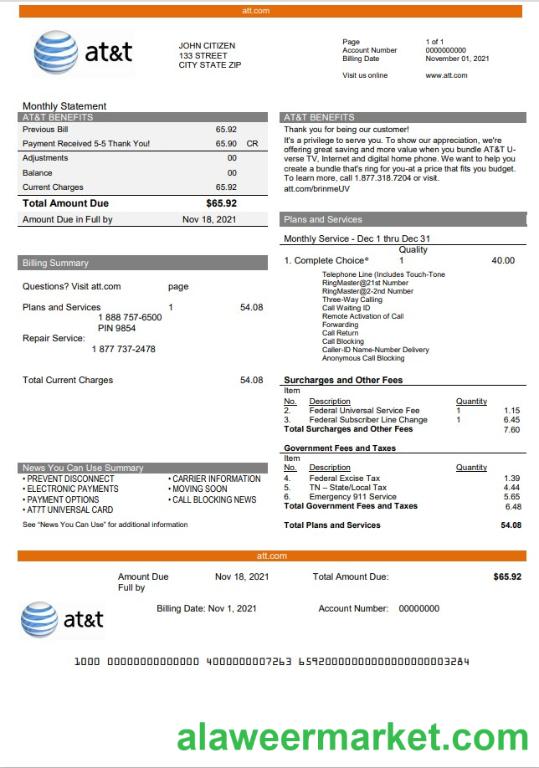 att.com
at&t
JOHN CITIZEN
133 STREET
CITY STATE ZIP
Page 1 of 1
Account Number 0000000000
Billing Date November 01, 2021
Visit us online www.att.com
Monthly Statement
AT&T BENEFITS
Previous Bill 65.92
Payment Received 5-5 Thank You! 65.90 CR
Adjustments 00
Balance 00
Current Charges 65.92
Total Amount Due $65.92
Amount Due in Full by Nov 18, 2021
Billing Summary
Questions? Visit att.com page
Plans and Services 1 54.08
1 888 757-6500
PIN 9854
Repair Service:
1 877 737-2478
Total Current Charges 54.08
News You Can Use Summary
• PREVENT DISCONNECT • CARRIER INFORMATION
• ELECTRONIC PAYMENTS • MOVING SOON
• PAYMENT OPTIONS • CALL BLOCKING NEWS
• AT7T UNIVERSAL CARD
See "News You Can Use" for additional information
AT&T BENEFITS
Thank you for being our customer!
It's a privilege to serve you. To show our appreciation, we're
offering great saving and more value when you bundle AT&T U-
verse TV, Internet and digital home phone. We want to help you
create a bundle that's ring for you-at a price that fits you budget.
To learn more, call 1.877.318.7204 or visit.
att.com/brinmeUV
Plans and Services
Monthly Service - Dec 1 thru Dec 31
Quality
1. Complete Choice® 1 40.00
Telephone Line (Includes Touch-Tone
RingMaster@21st Number
RingMaster@2-2nd Number
Three-Way Calling
Call Waiting ID
Remote Activation of Call
Forwarding
Call Return
Call Blocking
Caller-ID Name-Number Delivery
Anonymous Call Blocking
Surcharges and Other Fees
Item
No. Description Quantity
2. Federal Universal Service Fee 1 1.15
3. Federal Subscriber Line Change 1 6.45
Total Surcharges and Other Fees 7.60
Government Fees and Taxes
Item
No. Description Quantity
4. Federal Excise Tax 1.39
5. TN – State/Local Tax 4.44
6. Emergency 911 Service 5.65
Total Government Fees and Taxes 6.48
Total Plans and Services 54.08
att.com
Amount Due Nov 18, 2021 Total Amount Due: $65.92
Full by
Billing Date: Nov 1, 2021 Account Number: 00000000
at&t
alaweermarket.com